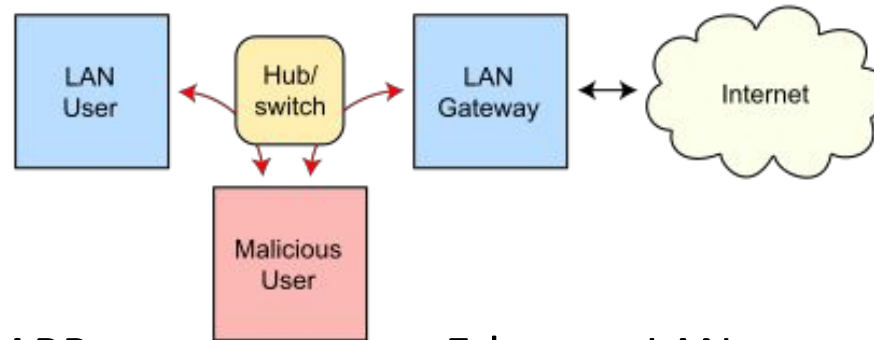 LAN
User
Hub/
switch
LAN
Gateway
Internet
Malicious
User